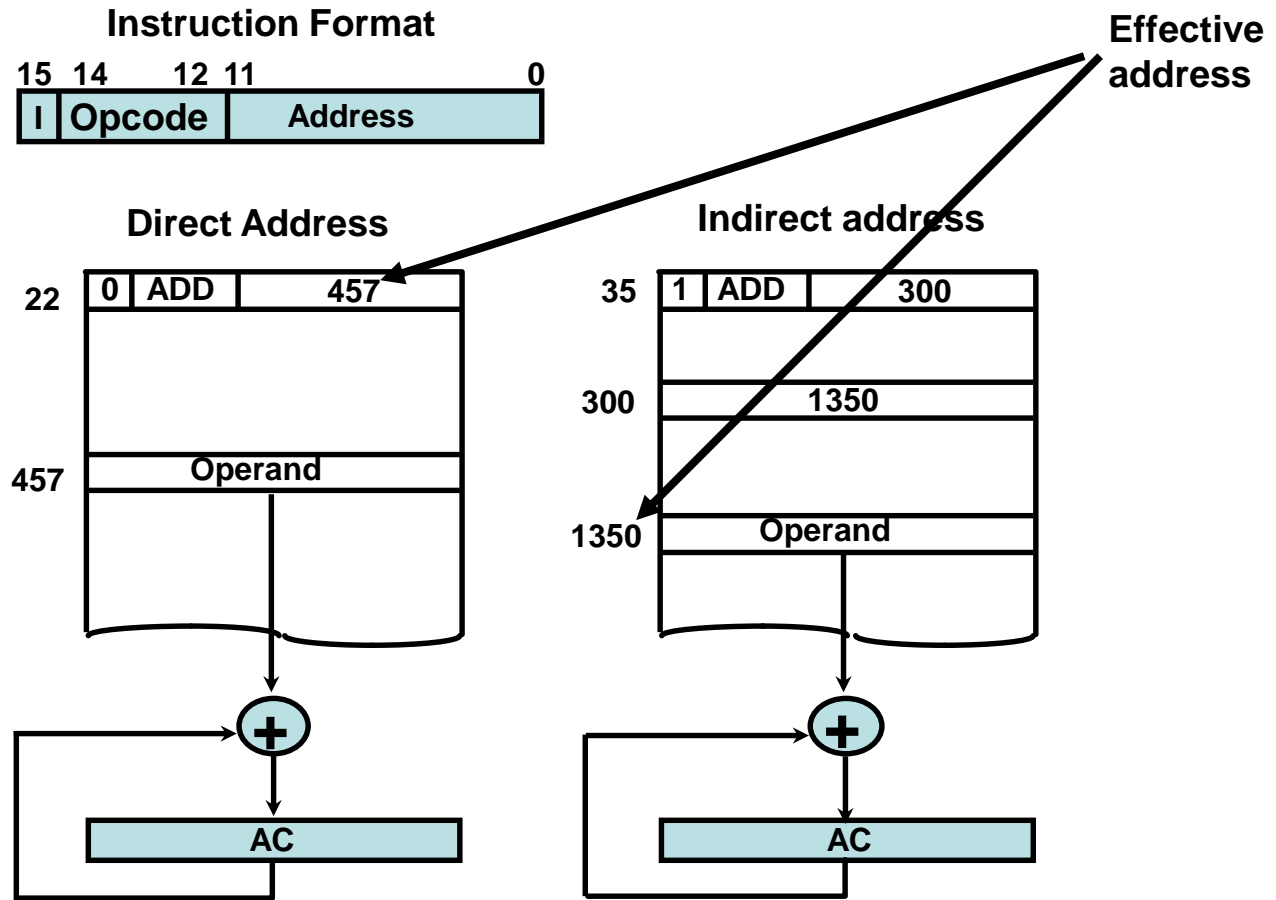 Instruction Format
Effective
address
15 14 12 11 0
I Opcode Address
Direct Address
Indirect address
22 0 ADD 457
35 1 ADD 300
300 1350
457 Operand
1350 Operand
+
+
AC
AC